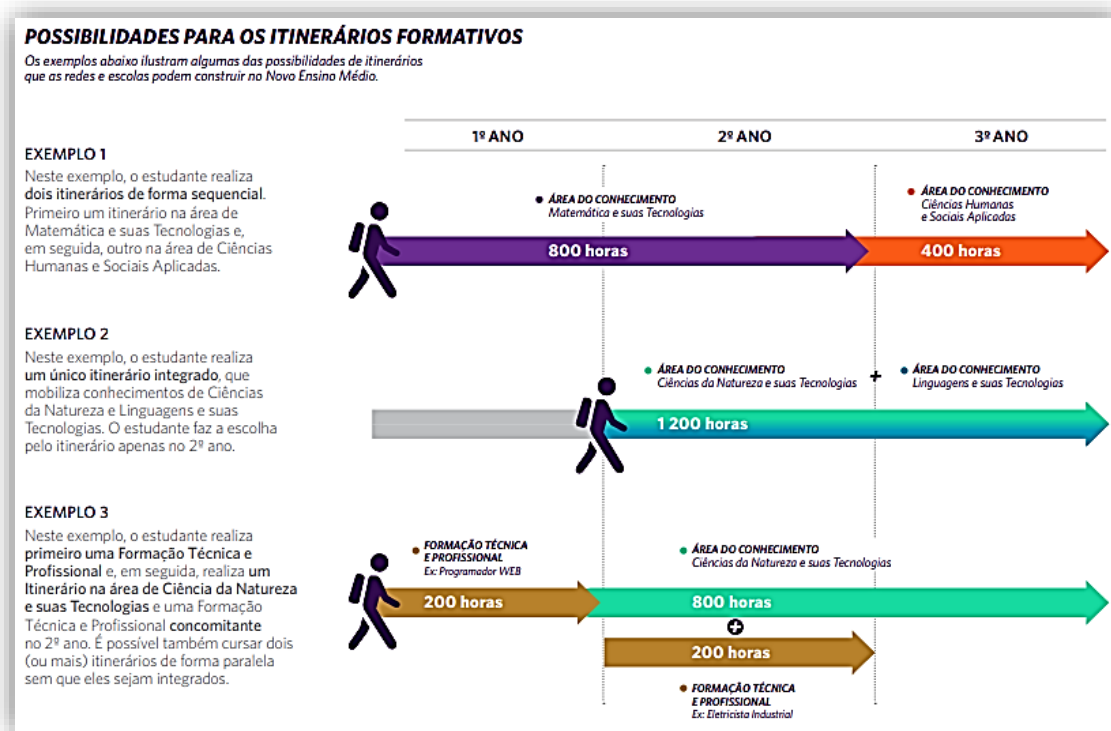 POSSIBILIDADES PARA OS ITINERÁRIOS FORMATIVOS
Os exemplos abaixo ilustram algumas das possibilidades de itinerários
que as redes e escolas podem construir no Novo Ensino Médio.
1º ANO
2º ANO
3º ANO
EXEMPLO 1
Neste exemplo, o estudante realiza
dois itinerários de forma sequencial.
Primeiro um itinerário na área de
Matemática e suas Tecnologias e,
em seguida, outro na área de Ciências
Humanas e Sociais Aplicadas.
ÁREA DO CONHECIMENTO
Matemática e suas Tecnologias
ÁREA DO CONHECIMENTO
Ciências Humanas
e Sociais Aplicadas
800 horas
400 horas
EXEMPLO 2
Neste exemplo, o estudante realiza
um único itinerário integrado, que
mobiliza conhecimentos de Ciências
da Natureza e Linguagens e suas
Tecnologias. O estudante faz a escolha
pelo itinerário apenas no 2º ano.
ÁREA DO CONHECIMENTO
Ciências da Natureza e suas Tecnologias
+
ÁREA DO CONHECIMENTO
Linguagens e suas Tecnologias
1 200 horas
EXEMPLO 3
Neste exemplo, o estudante realiza
primeiro uma Formação Técnica e
Profissional e, em seguida, realiza um
Itinerário na área de Ciência da Natureza
e suas Tecnologias e uma Formação
Técnica e Profissional concomitante
no 2º ano. É possível também cursar dois
(ou mais) itinerários de forma paralela
sem que eles sejam integrados.
FORMAÇÃO TÉCNICA
E PROFISSIONAL
Ex: Programador WEB
ÁREA DO CONHECIMENTO
Ciências da Natureza e suas Tecnologias
200 horas
800 horas
+
200 horas
FORMAÇÃO TÉCNICA
E PROFISSIONAL
Ex: Eletricista Industrial